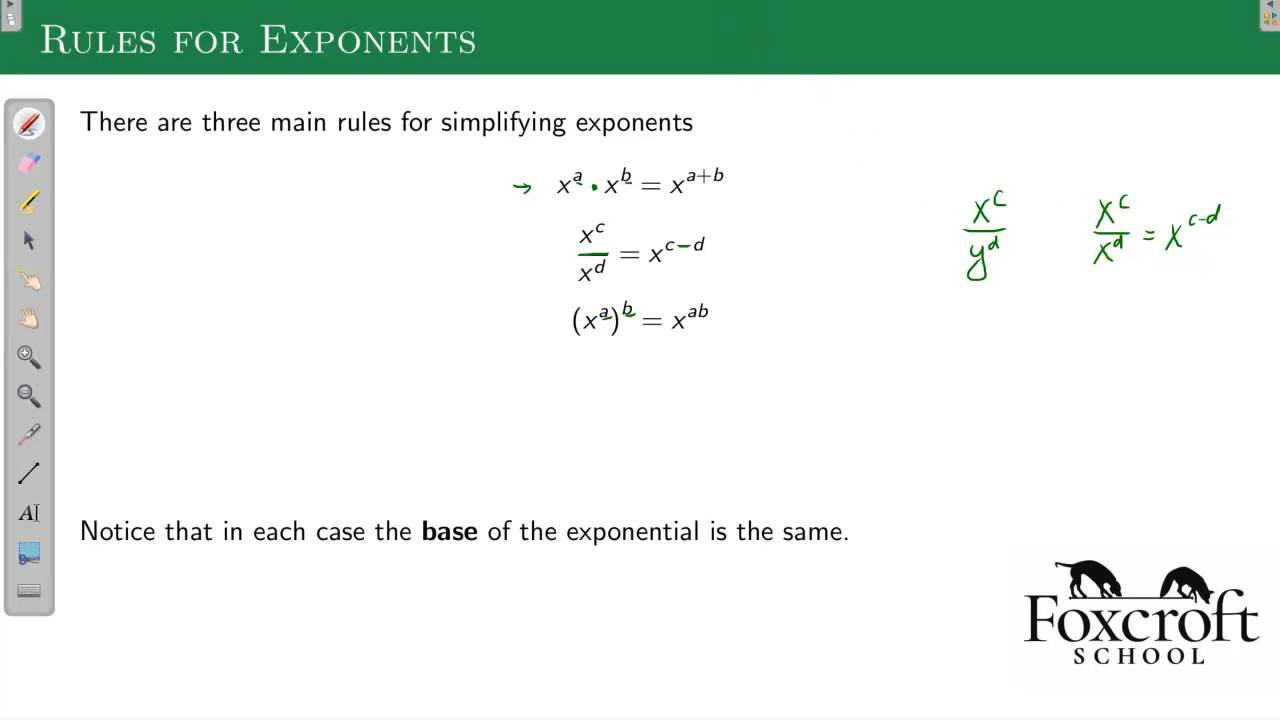 RULES FOR EXPONENTS
There are three main rules for simplifying exponents
→ x^a · x^b = x^{a+b}
x^c / x^d = x^{c−d}
(x^a)^b = x^{ab}
x^c / y^d
x^c / x^d = x^{c-d}
Notice that in each case the base of the exponential is the same.
AI
Foxcroft
SCHOOL